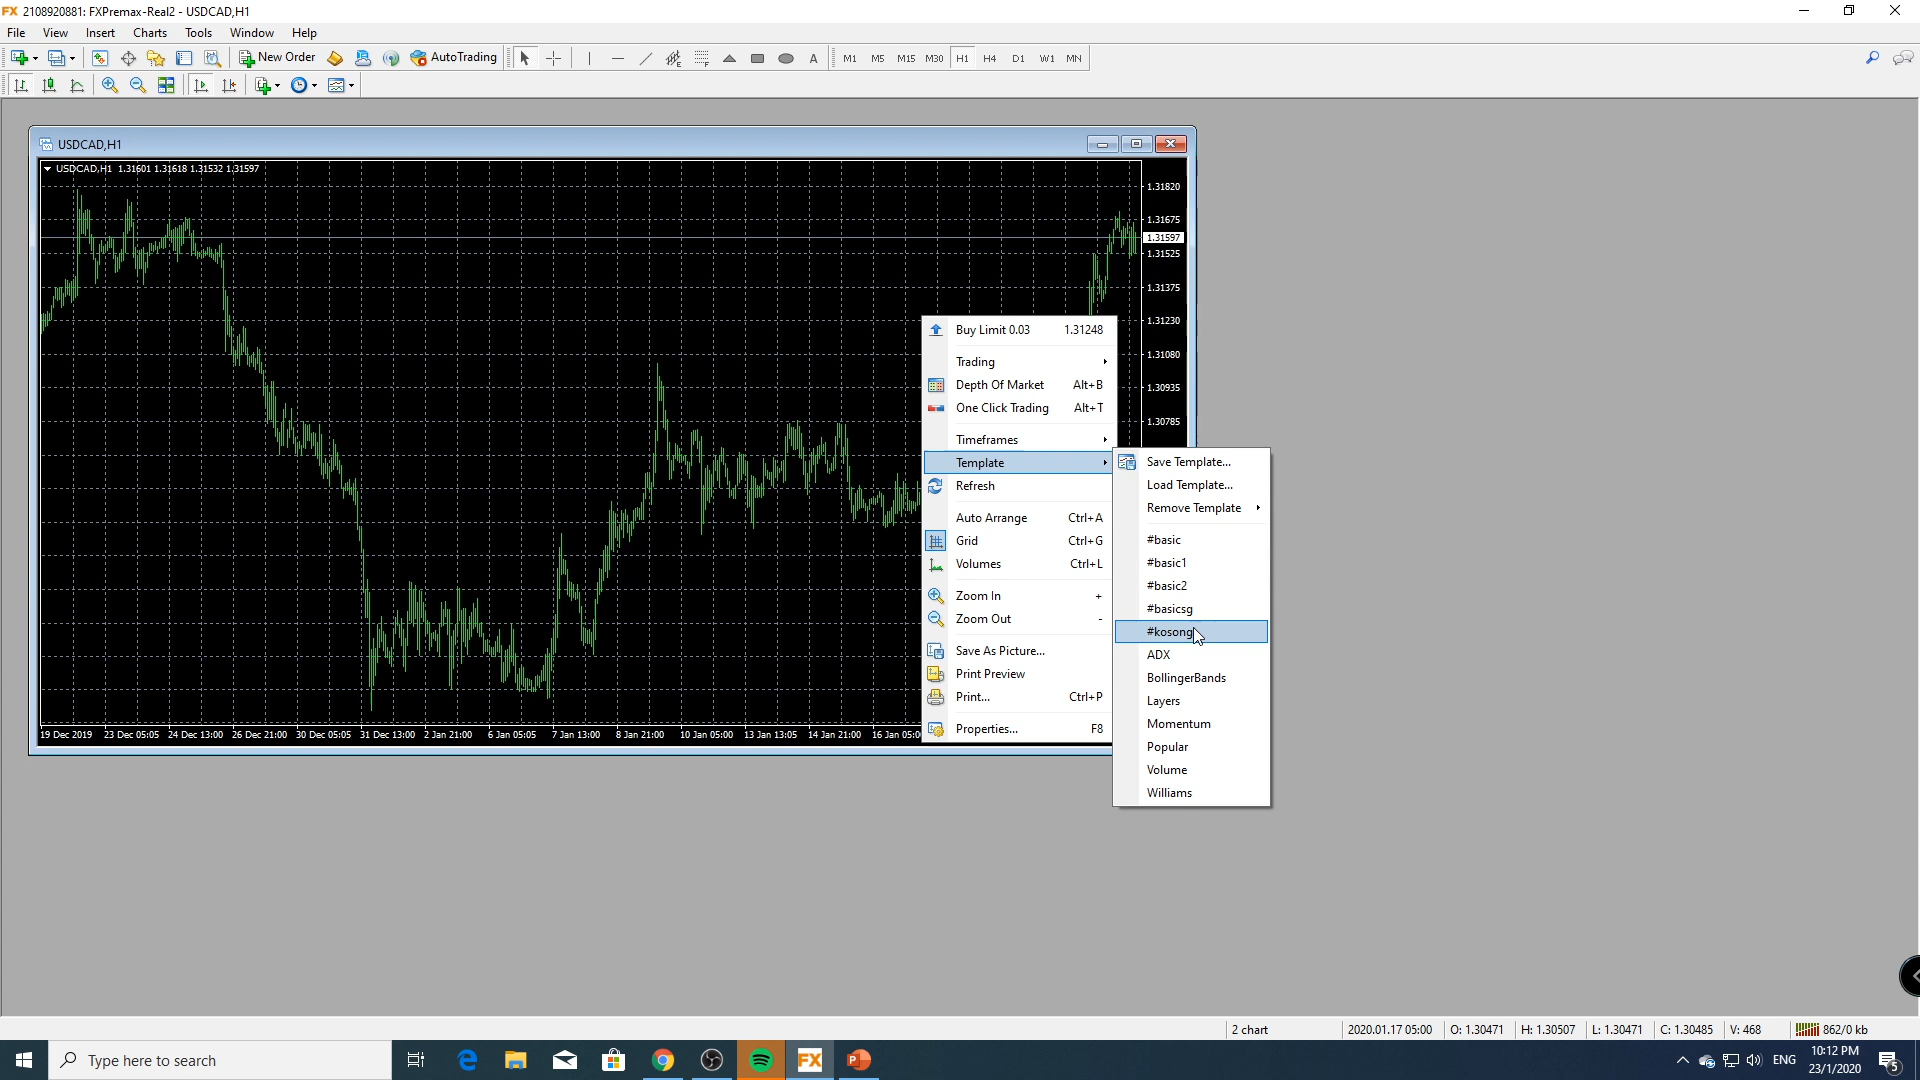 FX 2108920881: FXPremax-Real2 - USDCAD,H1
File View Insert Charts Tools Window Help
New Order AutoTrading A M1 M5 M15 M30 H1 H4 D1 W1 MN
USDCAD,H1
USDCAD,H1 1.31601 1.31618 1.31532 1.31597
1.31820
1.31675
1.31597
1.31525
1.31375
1.31230
1.31080
1.30935
1.30785
Buy Limit 0.03 1.31248
Trading
Depth Of Market Alt+B
One Click Trading Alt+T
Timeframes
Template
Refresh
Auto Arrange Ctrl+A
Grid Ctrl+G
Volumes Ctrl+L
Zoom In +
Zoom Out -
Save As Picture...
Print Preview
Print... Ctrl+P
Properties... F8
Save Template...
Load Template...
Remove Template
#basic
#basic1
#basic2
#basicsg
#kosong
ADX
BollingerBands
Layers
Momentum
Popular
Volume
Williams
19 Dec 2019 23 Dec 05:05 24 Dec 13:00 26 Dec 21:00 30 Dec 05:05 31 Dec 13:00 2 Jan 21:00 6 Jan 05:05 7 Jan 13:00 8 Jan 21:00 10 Jan 05:00 13 Jan 13:05 14 Jan 21:00 16 Jan 05:0
2 chart 2020.01.17 05:00 O: 1.30471 H: 1.30507 L: 1.30471 C: 1.30485 V: 468 862/0 kb
Type here to search
FX
P
ENG
10:12 PM
23/1/2020
5